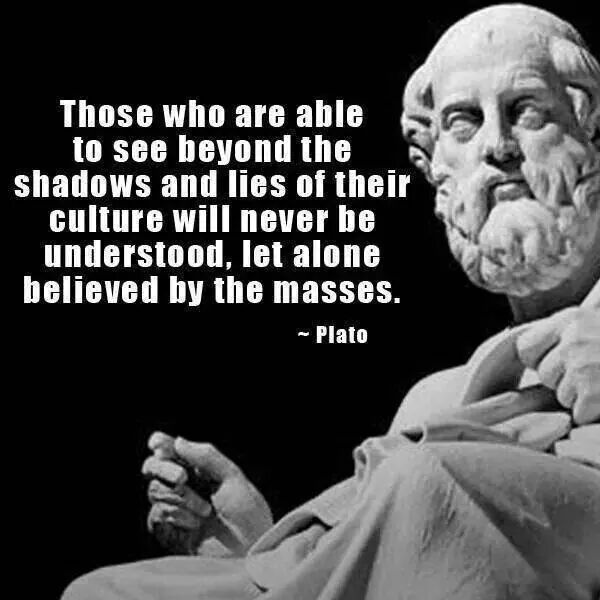 Those who are able
to see beyond the
shadows and lies of their
culture will never be
understood, let alone
believed by the masses.
~ Plato